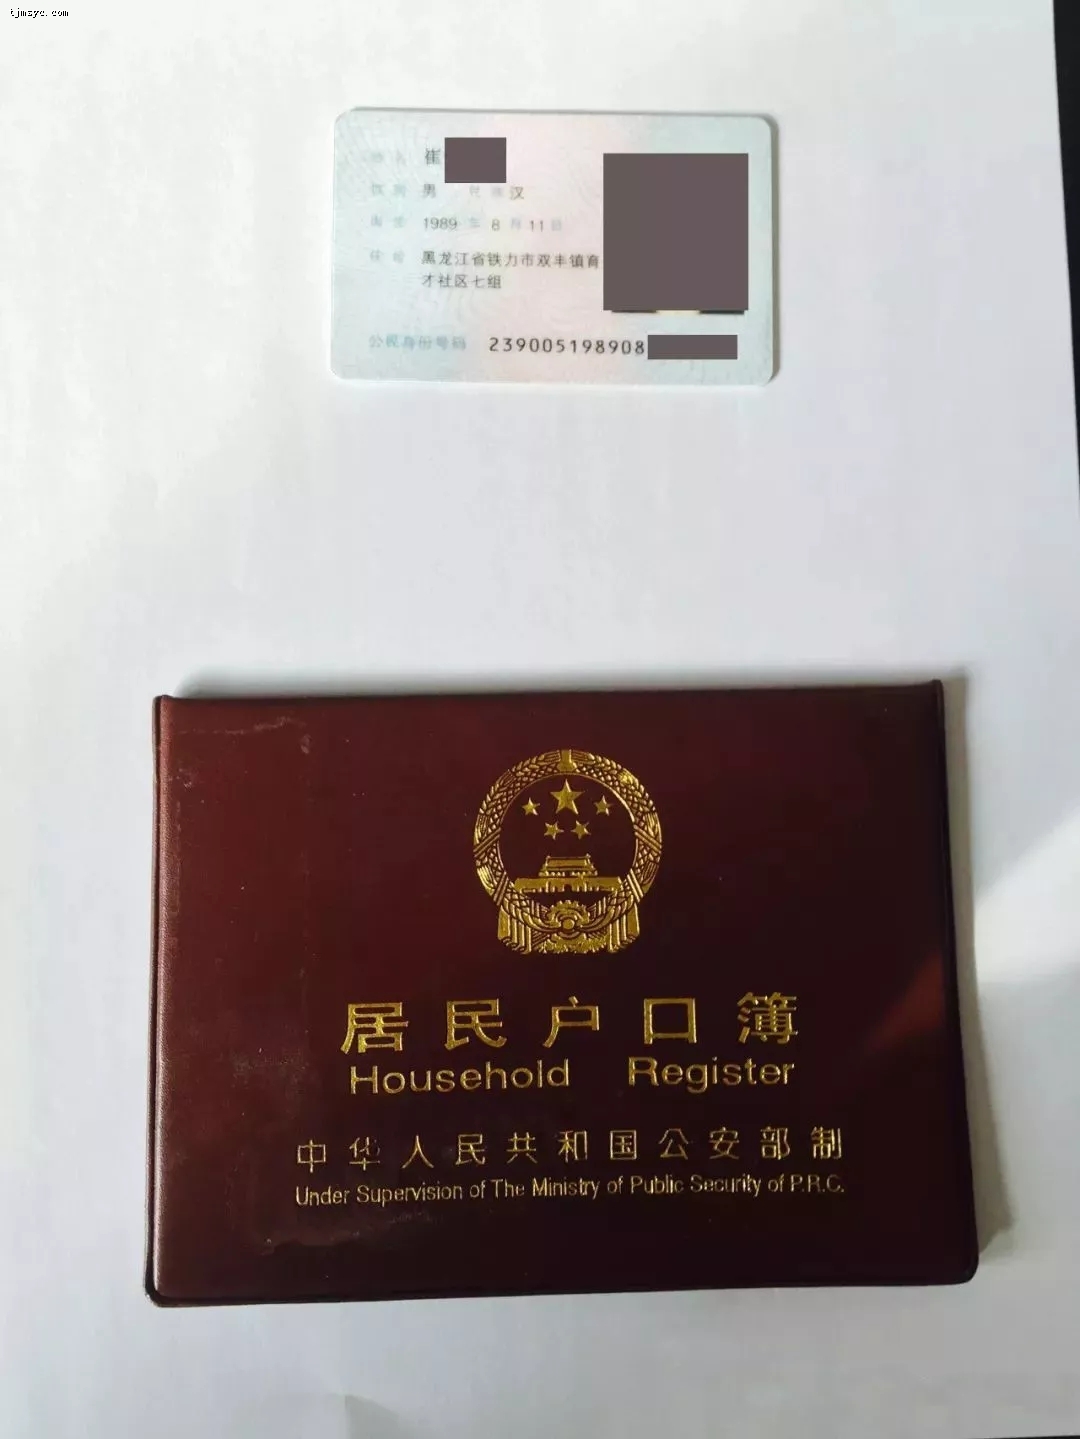 tjmsyc.com
姓名 崔
性别 男 民族 汉
出生 1989 年 8 月 11 日
住址 黑龙江省铁力市双丰镇育
才社区七组
公民身份号码 239005198908
居民户口簿
Household Register
中华人民共和国公安部制
Under Supervision of The Ministry of Public Security of P.R.C.